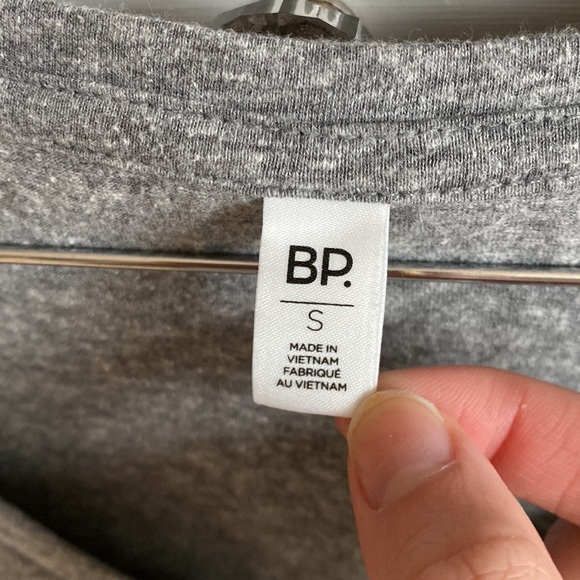 BP.
S
MADE IN
VIETNAM
FABRIQUÉ
AU VIETNAM